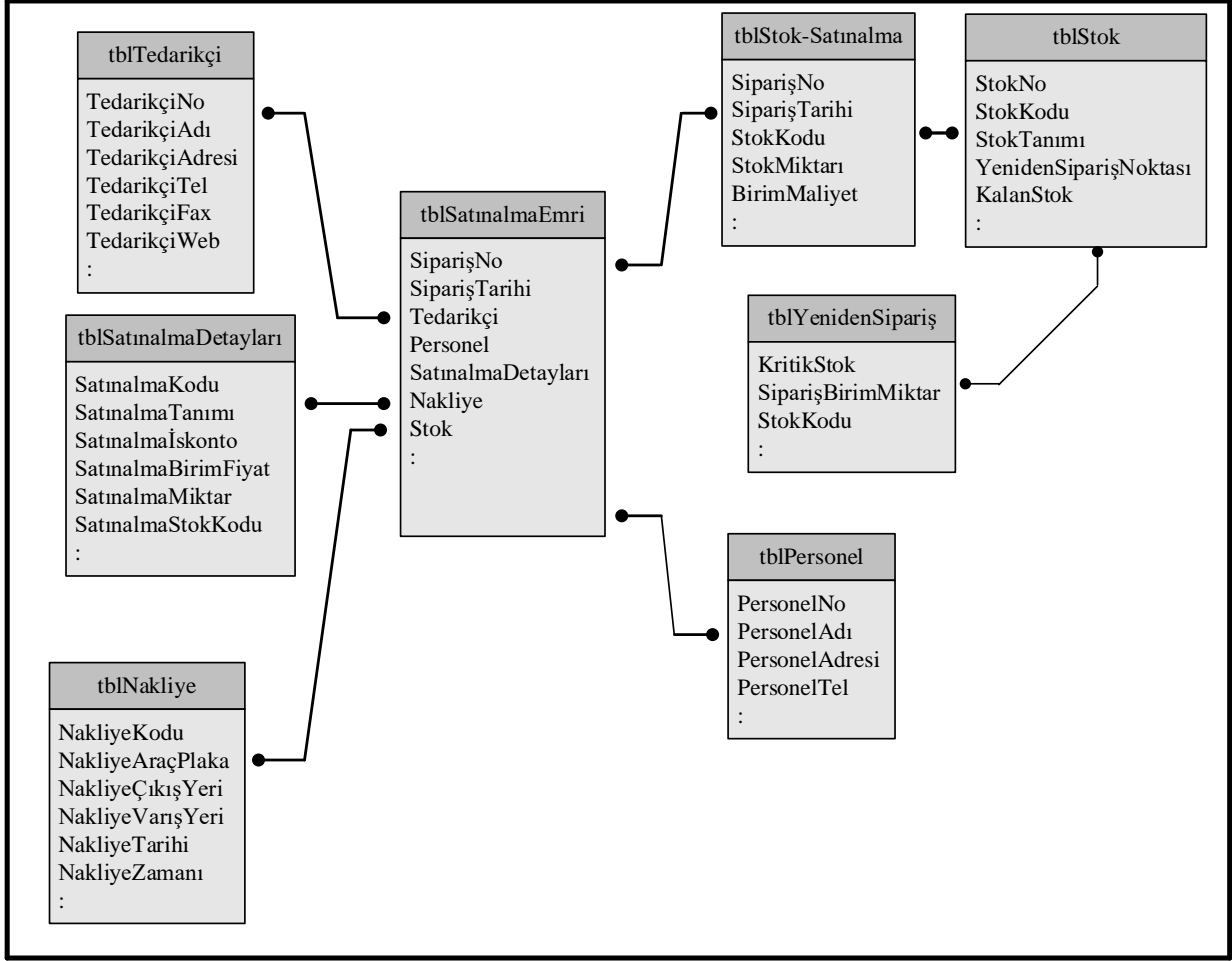 tblTedarikçi
TedarikçiNo
TedarikçiAdı
TedarikçiAdresi
TedarikçiTel
TedarikçiFax
TedarikçiWeb
:
tblSatınalmaDetayları
SatınalmaKodu
SatınalmaTanımı
Satınalmaİskonto
SatınalmaBirimFiyat
SatınalmaMiktar
SatınalmaStokKodu
:
tblNakliye
NakliyeKodu
NakliyeAraçPlaka
NakliyeÇıkışYeri
NakliyeVarışYeri
NakliyeTarihi
NakliyeZamanı
:
tblSatınalmaEmri
SiparişNo
SiparişTarihi
Tedarikçi
Personel
SatınalmaDetayları
Nakliye
Stok
:
tblStok-Satınalma
SiparişNo
SiparişTarihi
StokKodu
StokMiktarı
BirimMaliyet
:
tblStok
StokNo
StokKodu
StokTanımı
YenidenSiparişNoktası
KalanStok
:
tblYenidenSipariş
KritikStok
SiparişBirimMiktar
StokKodu
:
tblPersonel
PersonelNo
PersonelAdı
PersonelAdresi
PersonelTel
: